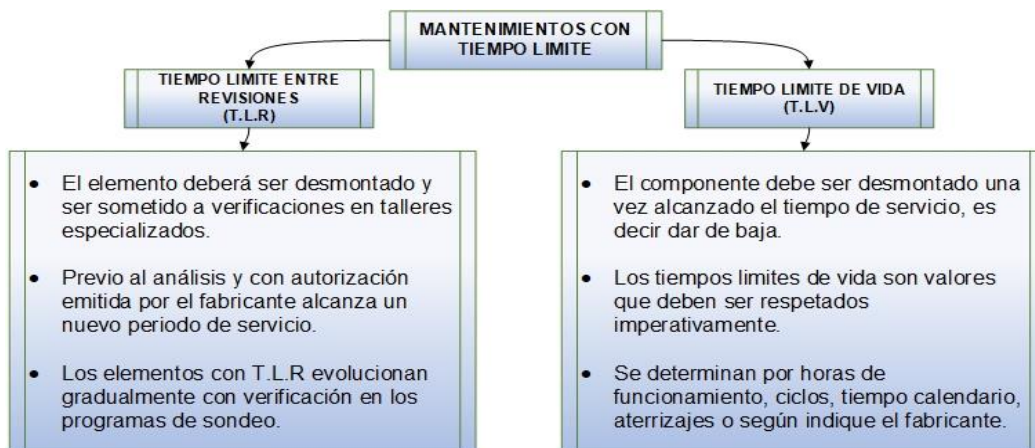 MANTENIMIENTOS CON
TIEMPO LIMITE
TIEMPO LIMITE ENTRE
REVISIONES
(T.L.R)
TIEMPO LIMITE DE VIDA
(T.L.V)
• El elemento deberá ser desmontado y
ser sometido a verificaciones en talleres
especializados.
• Previo al análisis y con autorización
emitida por el fabricante alcanza un
nuevo periodo de servicio.
• Los elementos con T.L.R evolucionan
gradualmente con verificación en los
programas de sondeo.
• El componente debe ser desmontado una
vez alcanzado el tiempo de servicio, es
decir dar de baja.
• Los tiempos limites de vida son valores
que deben ser respetados
imperativamente.
• Se determinan por horas de
funcionamiento, ciclos, tiempo calendario,
aterrizajes o según indique el fabricante.